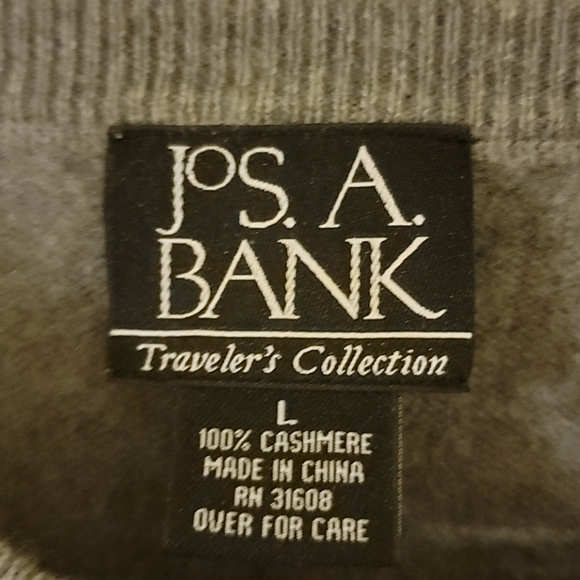 JOS. A.
BANK
Traveler's Collection
L
100% CASHMERE
MADE IN CHINA
RN 31608
OVER FOR CARE